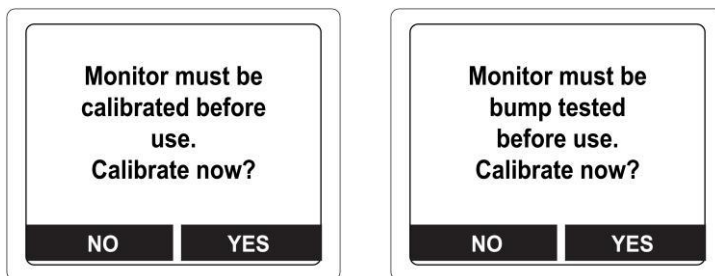 Monitor must be
calibrated before
use.
Calibrate now?
NO YES
Monitor must be
bump tested
before use.
Calibrate now?
NO YES